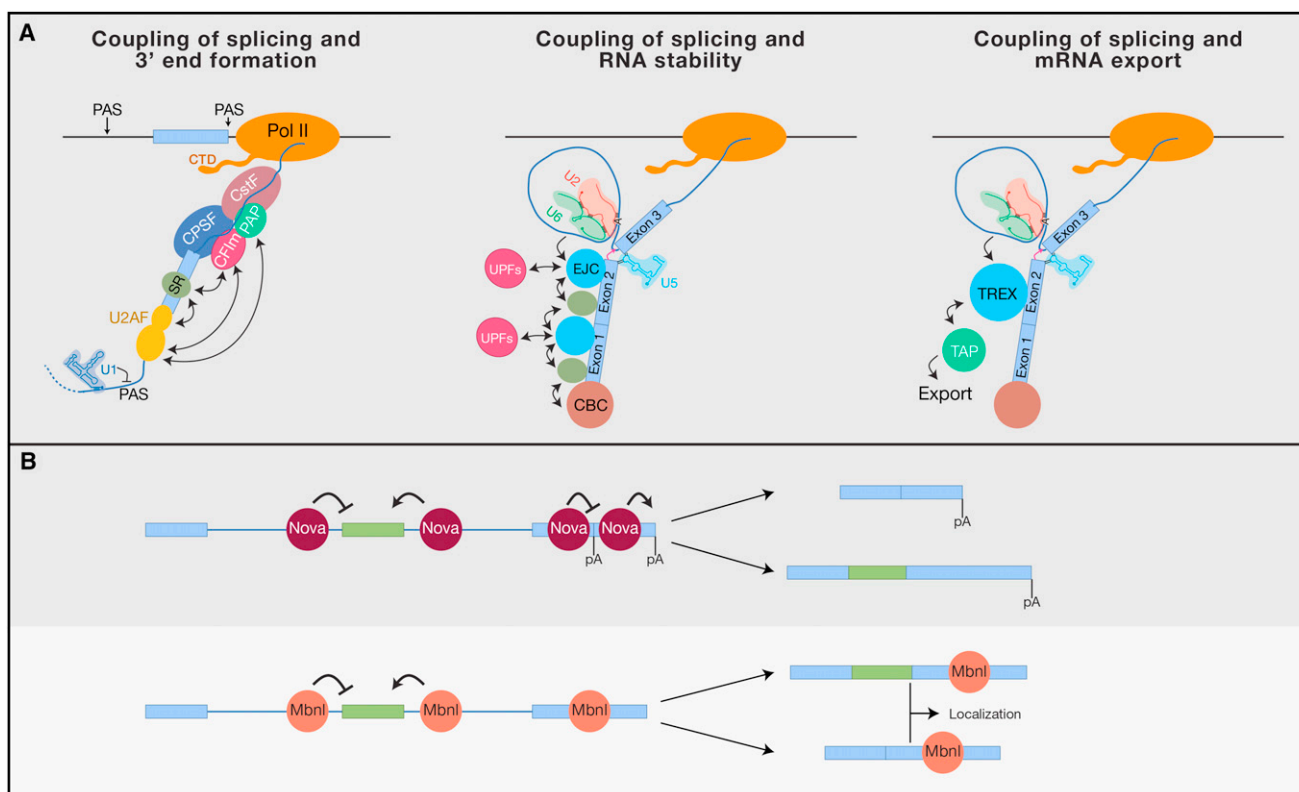 A
Coupling of splicing and
3' end formation
PAS
PAS
Pol II
CTD
CstF
CPSF
PAP
CFIm
SR
U2AF
U1
PAS
Coupling of splicing and
RNA stability
U2
U6
A
Exon 3
UPFs
EJC
Exon 2
U5
UPFs
Exon 1
CBC
Coupling of splicing and
mRNA export
A
Exon 3
TREX
Exon 2
TAP
Exon 1
Export
B
Nova
Nova
Nova
Nova
pA
pA
pA
pA
Mbnl
Mbnl
Mbnl
Mbnl
Localization
Mbnl